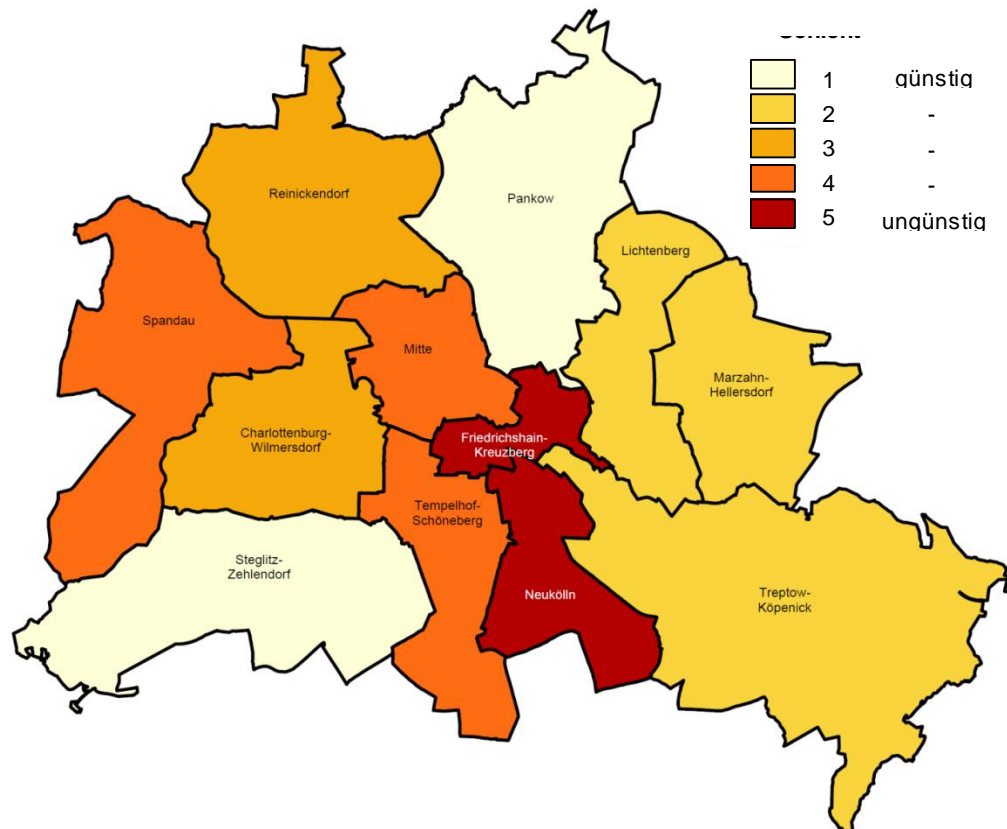 1 günstig
2 -
3 -
4 -
5 ungünstig
Reinickendorf
Pankow
Lichtenberg
Spandau
Mitte
Marzahn-
Hellersdorf
Charlottenburg-
Wilmersdorf
Friedrichshain-
Kreuzberg
Tempelhof-
Schöneberg
Steglitz-
Zehlendorf
Neukölln
Treptow-
Köpenick